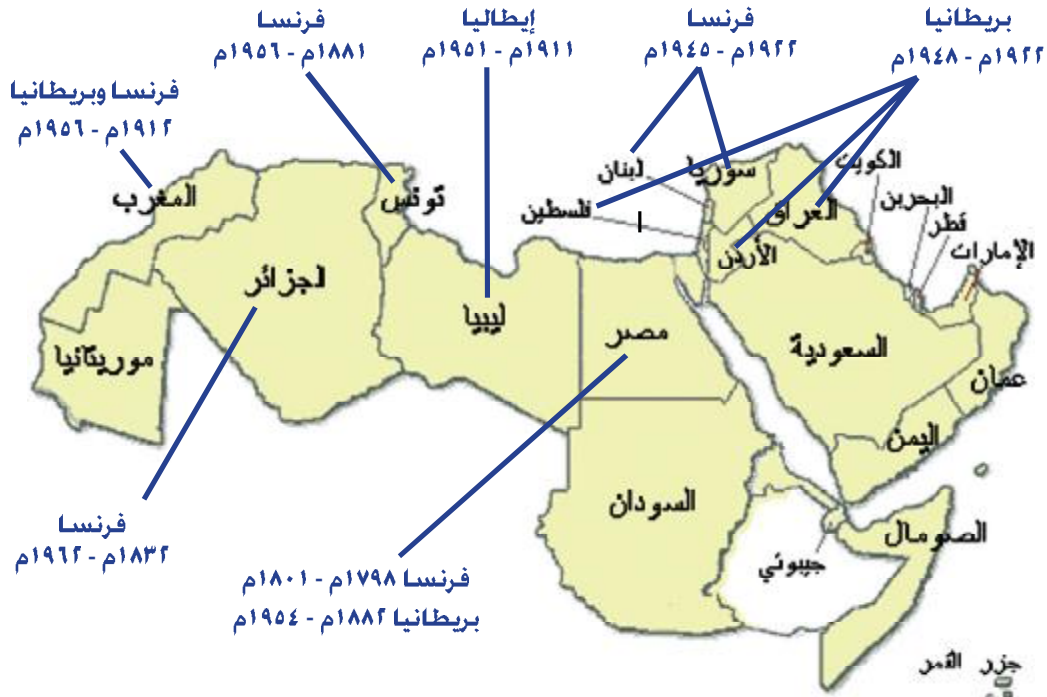 بريطانيا
١٩٢٢م - ١٩٤٨م
فرنسا
١٩٢٢م - ١٩٤٥م
إيطاليا
١٩١١م - ١٩٥١م
فرنسا
١٨٨١م - ١٩٥٦م
فرنسا وبريطانيا
١٩١٢م - ١٩٥٦م
الكويت
سوريا
لبنان
تونس
المغرب
البحرين
العراق
فلسطين
قطر
الإمارات
الأردن
الجزائر
ليبيا
مصر
السعودية
موريتانيا
عمان
اليمن
السودان
الصومال
جيبوتي
فرنسا
١٨٣٢م - ١٩٦٢م
فرنسا ١٧٩٨م - ١٨٠١م
بريطانيا ١٨٨٢م - ١٩٥٤م
جزر القمر